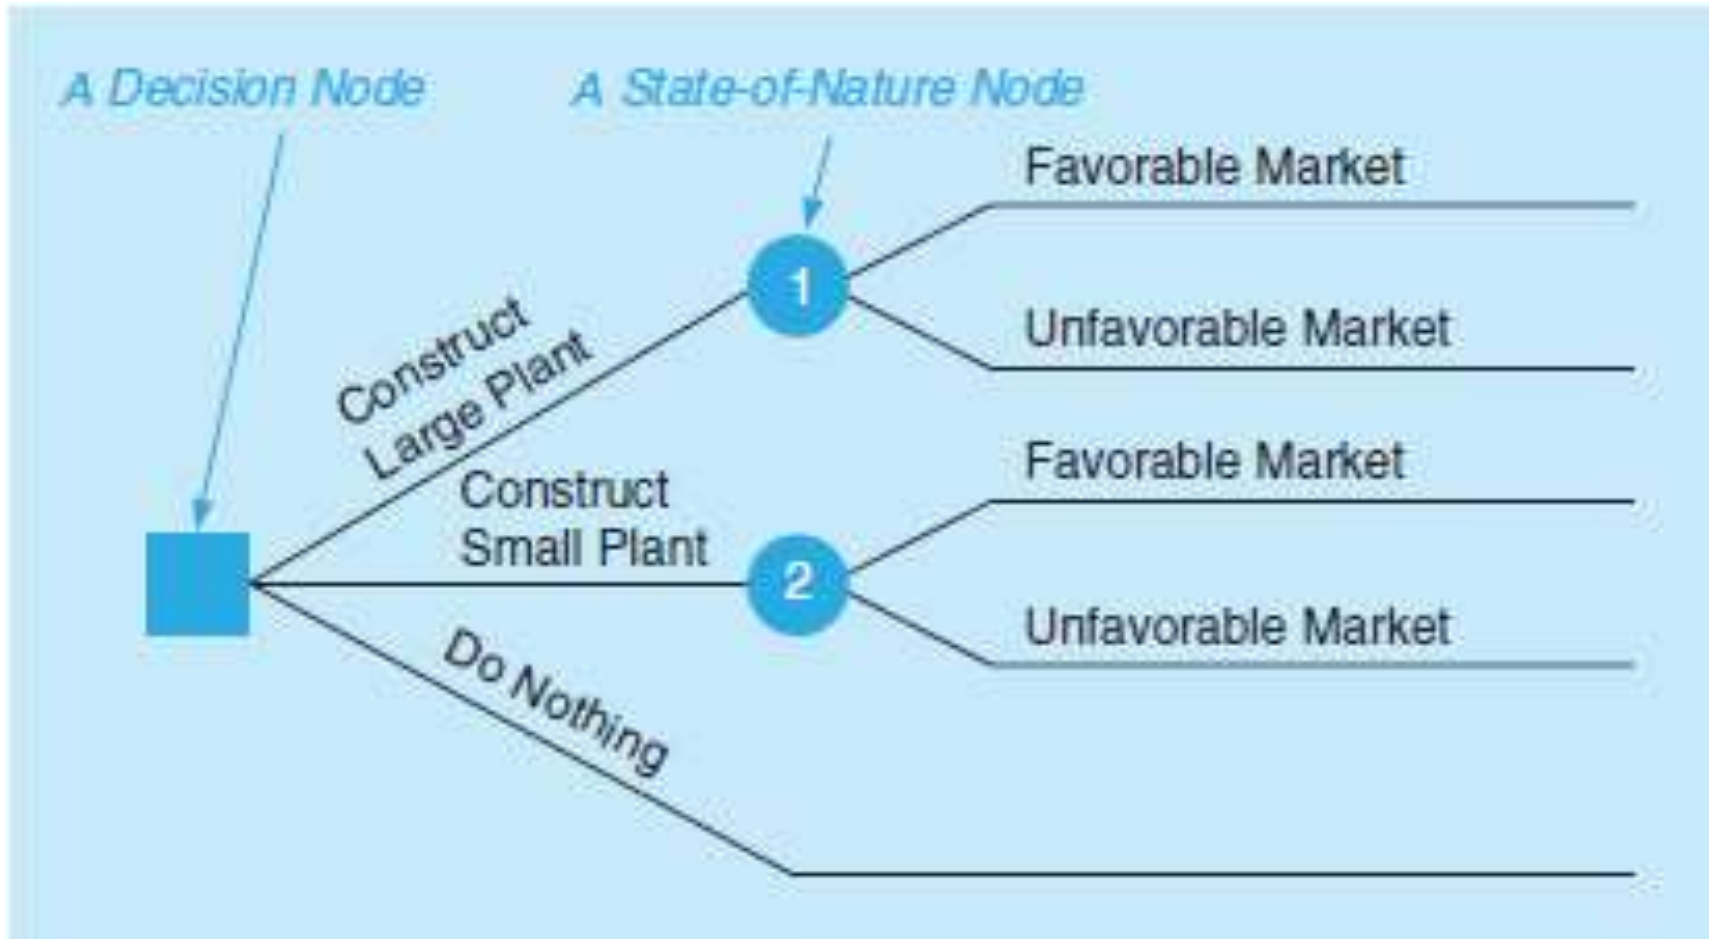 A Decision Node
A State-of-Nature Node
Favorable Market
1
Unfavorable Market
Construct
Large Plant
Favorable Market
Construct
Small Plant
2
Unfavorable Market
Do Nothing